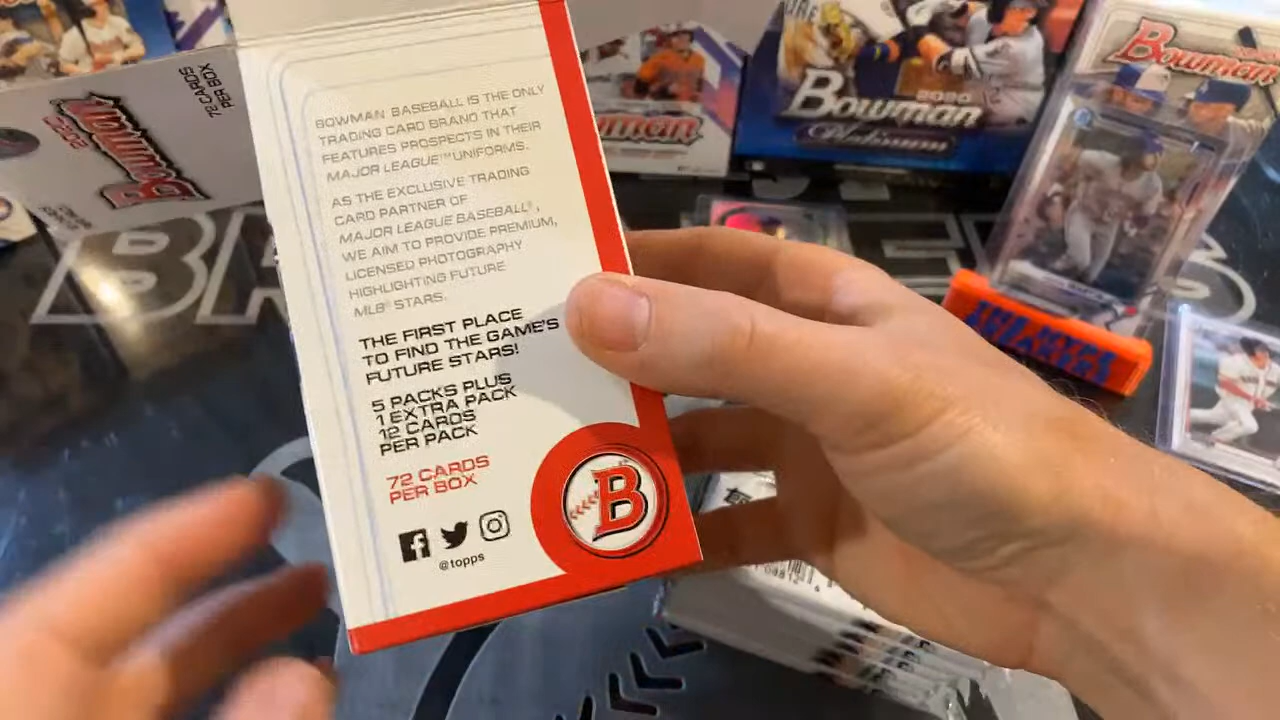 BOWMAN BASEBALL IS THE ONLY
TRADING CARD BRAND THAT
FEATURES PROSPECTS IN THEIR
MAJOR LEAGUE™ UNIFORMS.
AS THE EXCLUSIVE TRADING
CARD PARTNER OF
MAJOR LEAGUE BASEBALL®,
WE AIM TO PROVIDE PREMIUM,
LICENSED PHOTOGRAPHY
HIGHLIGHTING FUTURE
MLB® STARS.
THE FIRST PLACE
TO FIND THE GAME'S
FUTURE STARS!
5 PACKS PLUS
1 EXTRA PACK
12 CARDS
PER PACK
72 CARDS
PER BOX
@topps
B
72 CARDS
PER BOX
Bowman
2020
Bowman
Platinum
Bowman